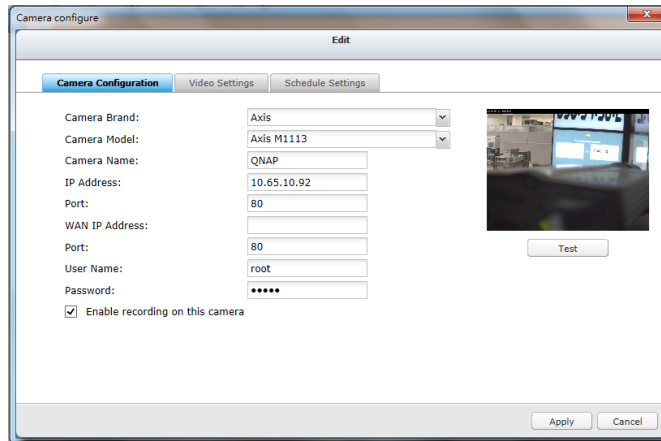 Camera configure
Edit
Camera Configuration
Video Settings
Schedule Settings
Camera Brand: Axis
Camera Model: Axis M1113
Camera Name: QNAP
IP Address: 10.65.10.92
Port: 80
WAN IP Address:
Port: 80
User Name: root
Password: •••••
Enable recording on this camera
Test
Apply
Cancel